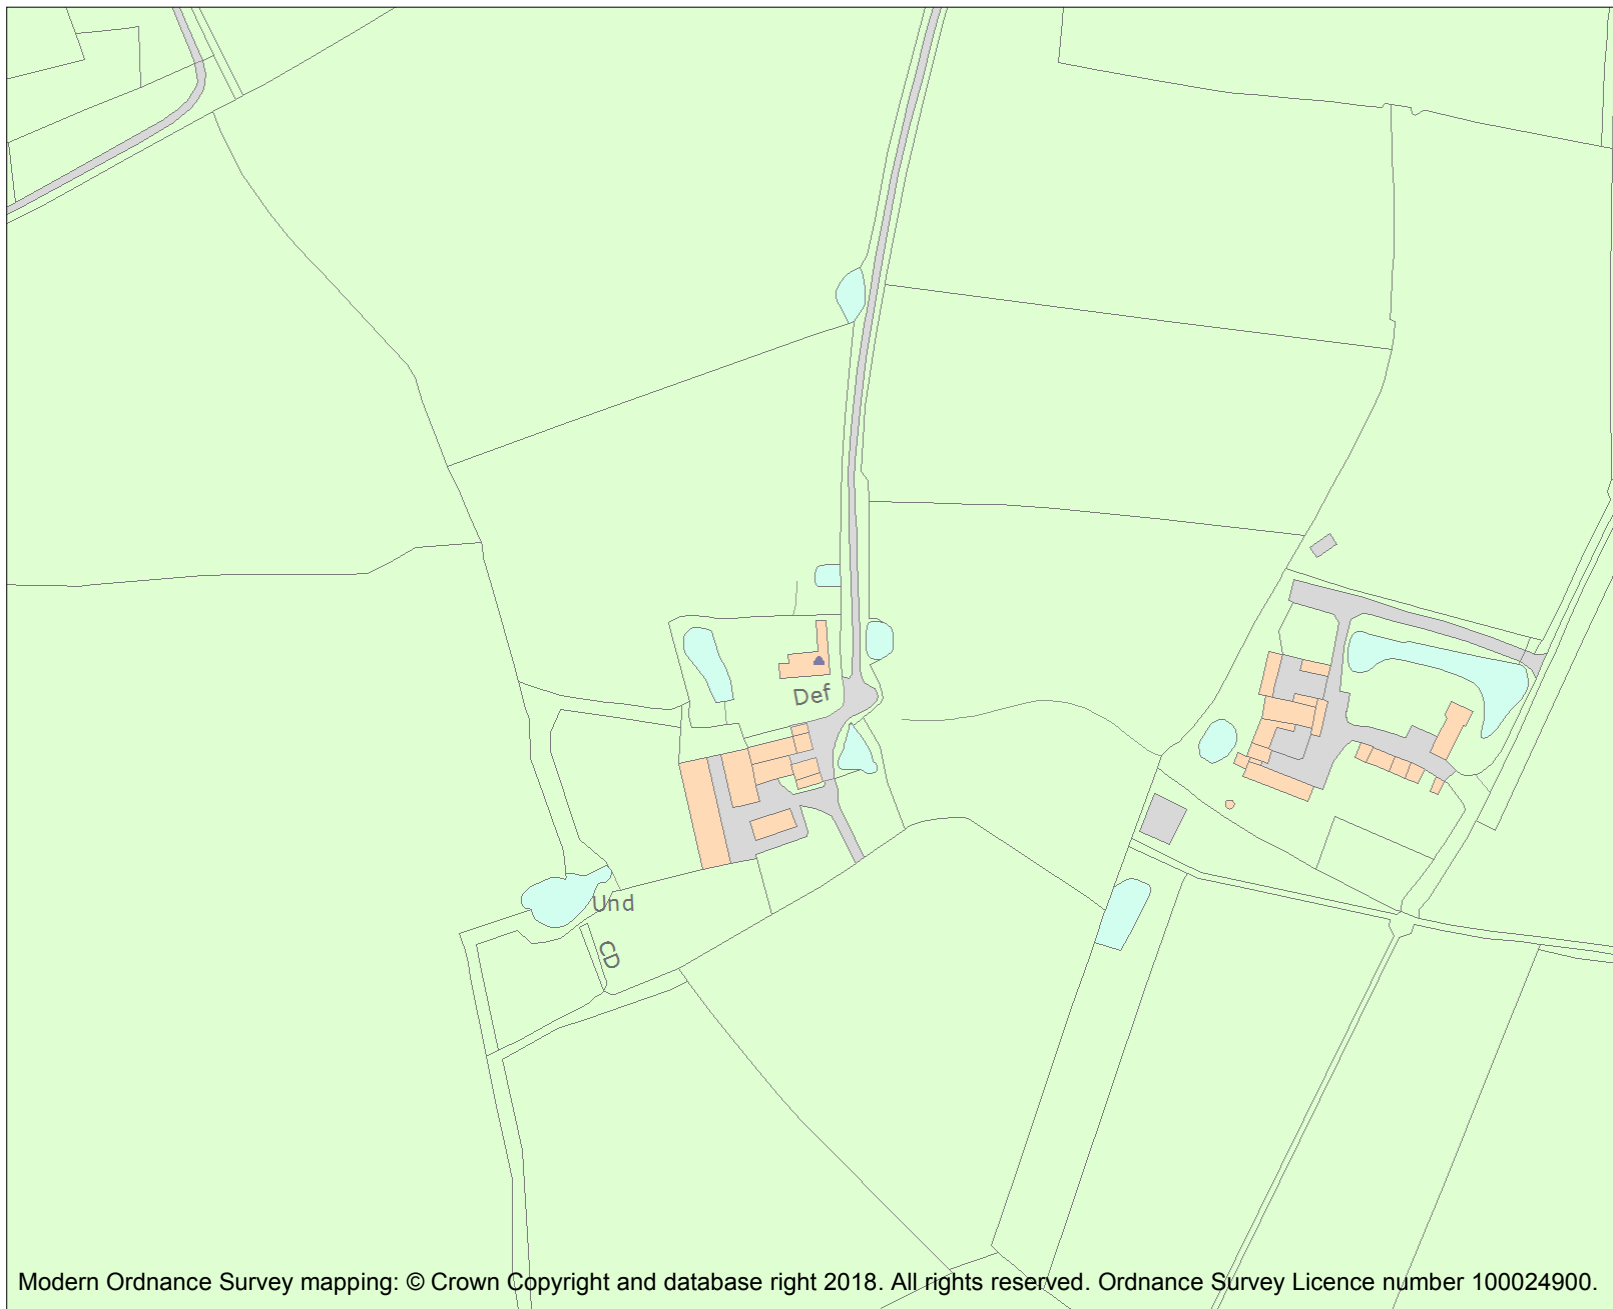 Def
Und
CD
Modern Ordnance Survey mapping: © Crown Copyright and database right 2018. All rights reserved. Ordnance Survey Licence number 100024900.